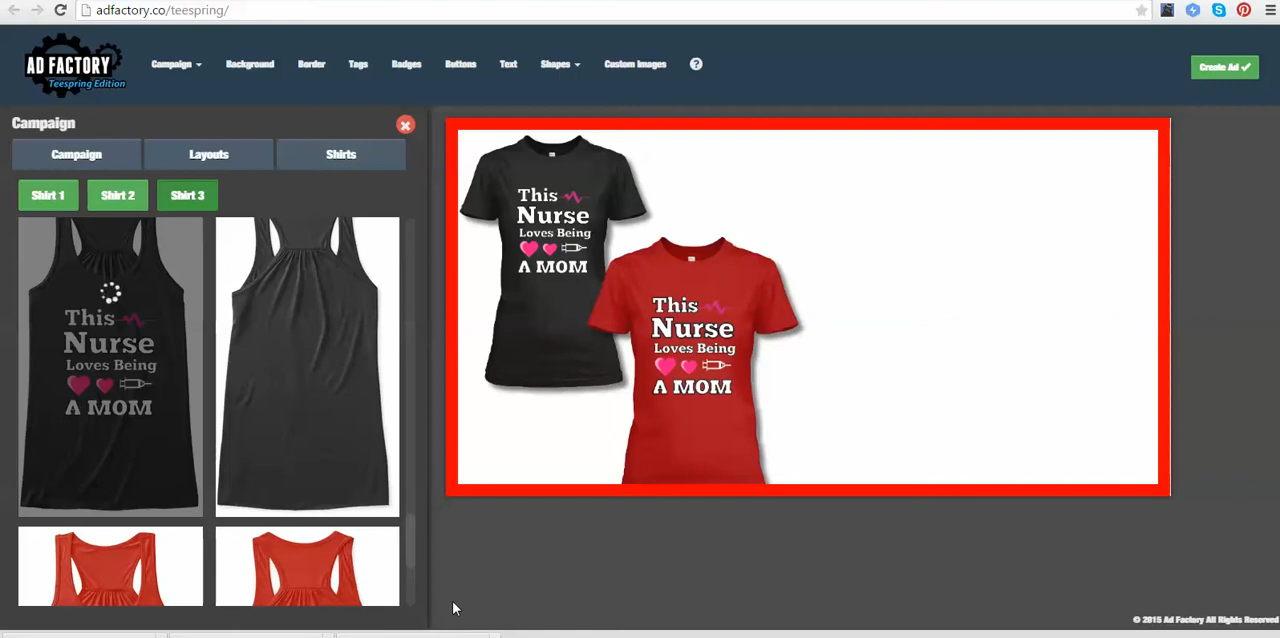 adfactory.co/teespring/
AD FACTORY
Teespring Edition
Campaign
Background
Border
Tags
Badges
Buttons
Text
Shapes
Custom Images
?
Create Ad
Campaign
Campaign
Layouts
Shirts
Shirt 1
Shirt 2
Shirt 3
This
Nurse
Loves Being
A MOM
This
Nurse
Loves Being
A MOM
This
Nurse
Loves Being
A MOM
© 2015 Ad Factory All Rights Reserved